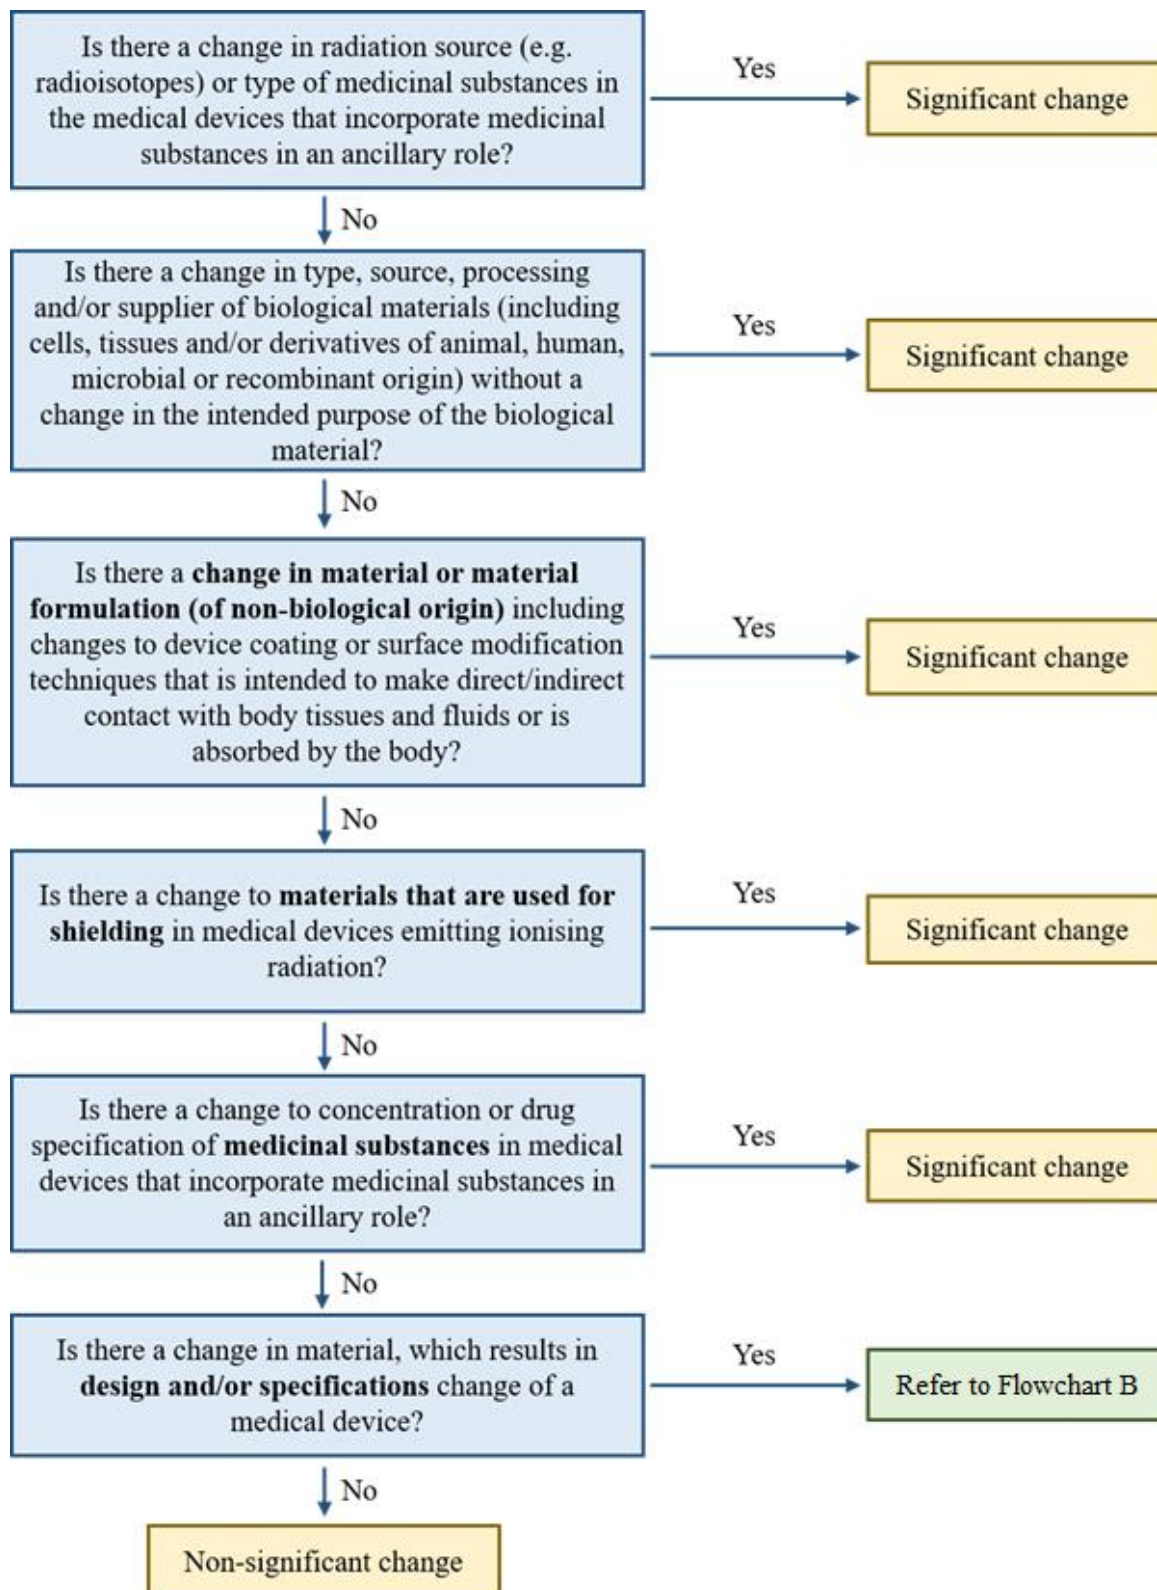 Is there a change in radiation source (e.g.
radioisotopes) or type of medicinal substances in
the medical devices that incorporate medicinal
substances in an ancillary role?
Yes
Significant change
No
Is there a change in type, source, processing
and/or supplier of biological materials (including
cells, tissues and/or derivatives of animal, human,
microbial or recombinant origin) without a
change in the intended purpose of the biological
material?
Yes
Significant change
No
Is there a change in material or material
formulation (of non-biological origin) including
changes to device coating or surface modification
techniques that is intended to make direct/indirect
contact with body tissues and fluids or is
absorbed by the body?
Yes
Significant change
No
Is there a change to materials that are used for
shielding in medical devices emitting ionising
radiation?
Yes
Significant change
No
Is there a change to concentration or drug
specification of medicinal substances in medical
devices that incorporate medicinal substances in
an ancillary role?
Yes
Significant change
No
Is there a change in material, which results in
design and/or specifications change of a
medical device?
Yes
Refer to Flowchart B
No
Non-significant change